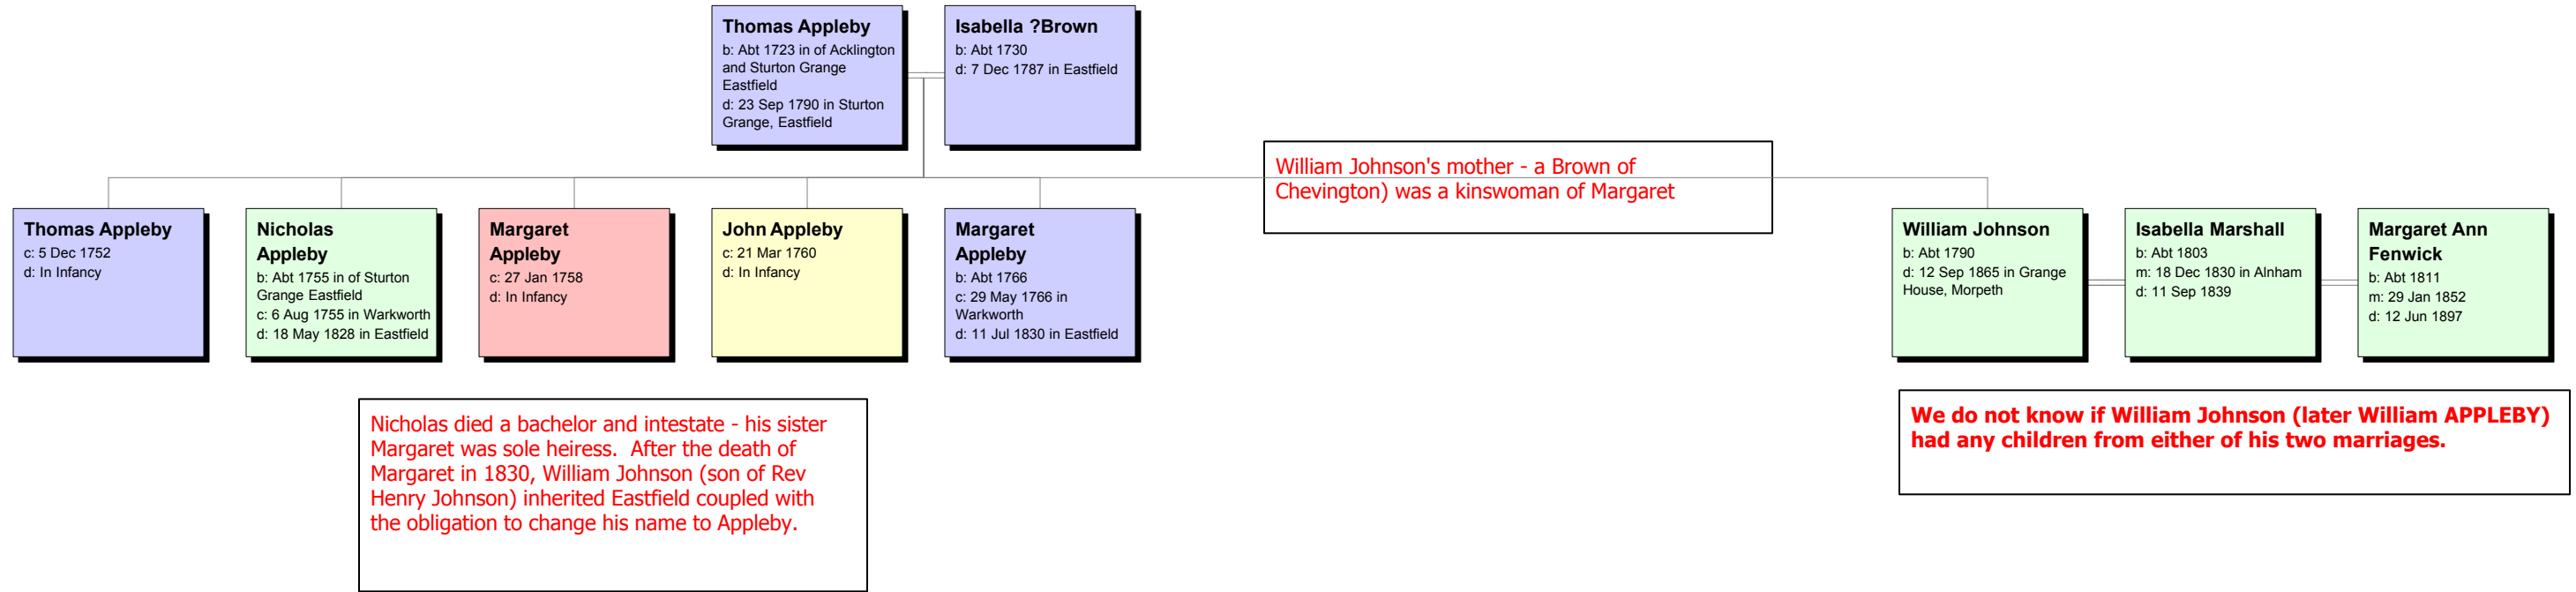 Thomas Appleby
b: Abt 1723 in of Acklington
and Sturton Grange
Eastfield
d: 23 Sep 1790 in Sturton
Grange, Eastfield
Isabella ?Brown
b: Abt 1730
d: 7 Dec 1787 in Eastfield
William Johnson's mother - a Brown of
Chevington) was a kinswoman of Margaret
Thomas Appleby
c: 5 Dec 1752
d: In Infancy
Nicholas
Appleby
b: Abt 1755 in of Sturton
Grange Eastfield
c: 6 Aug 1755 in Warkworth
d: 18 May 1828 in Eastfield
Margaret
Appleby
c: 27 Jan 1758
d: In Infancy
John Appleby
c: 21 Mar 1760
d: In Infancy
Margaret
Appleby
b: Abt 1766
c: 29 May 1766 in
Warkworth
d: 11 Jul 1830 in Eastfield
William Johnson
b: Abt 1790
d: 12 Sep 1865 in Grange
House, Morpeth
Isabella Marshall
b: Abt 1803
m: 18 Dec 1830 in Alnham
d: 11 Sep 1839
Margaret Ann
Fenwick
b: Abt 1811
m: 29 Jan 1852
d: 12 Jun 1897
Nicholas died a bachelor and intestate - his sister
Margaret was sole heiress.  After the death of
Margaret in 1830, William Johnson (son of Rev
Henry Johnson) inherited Eastfield coupled with
the obligation to change his name to Appleby.
We do not know if William Johnson (later William APPLEBY)
had any children from either of his two marriages.